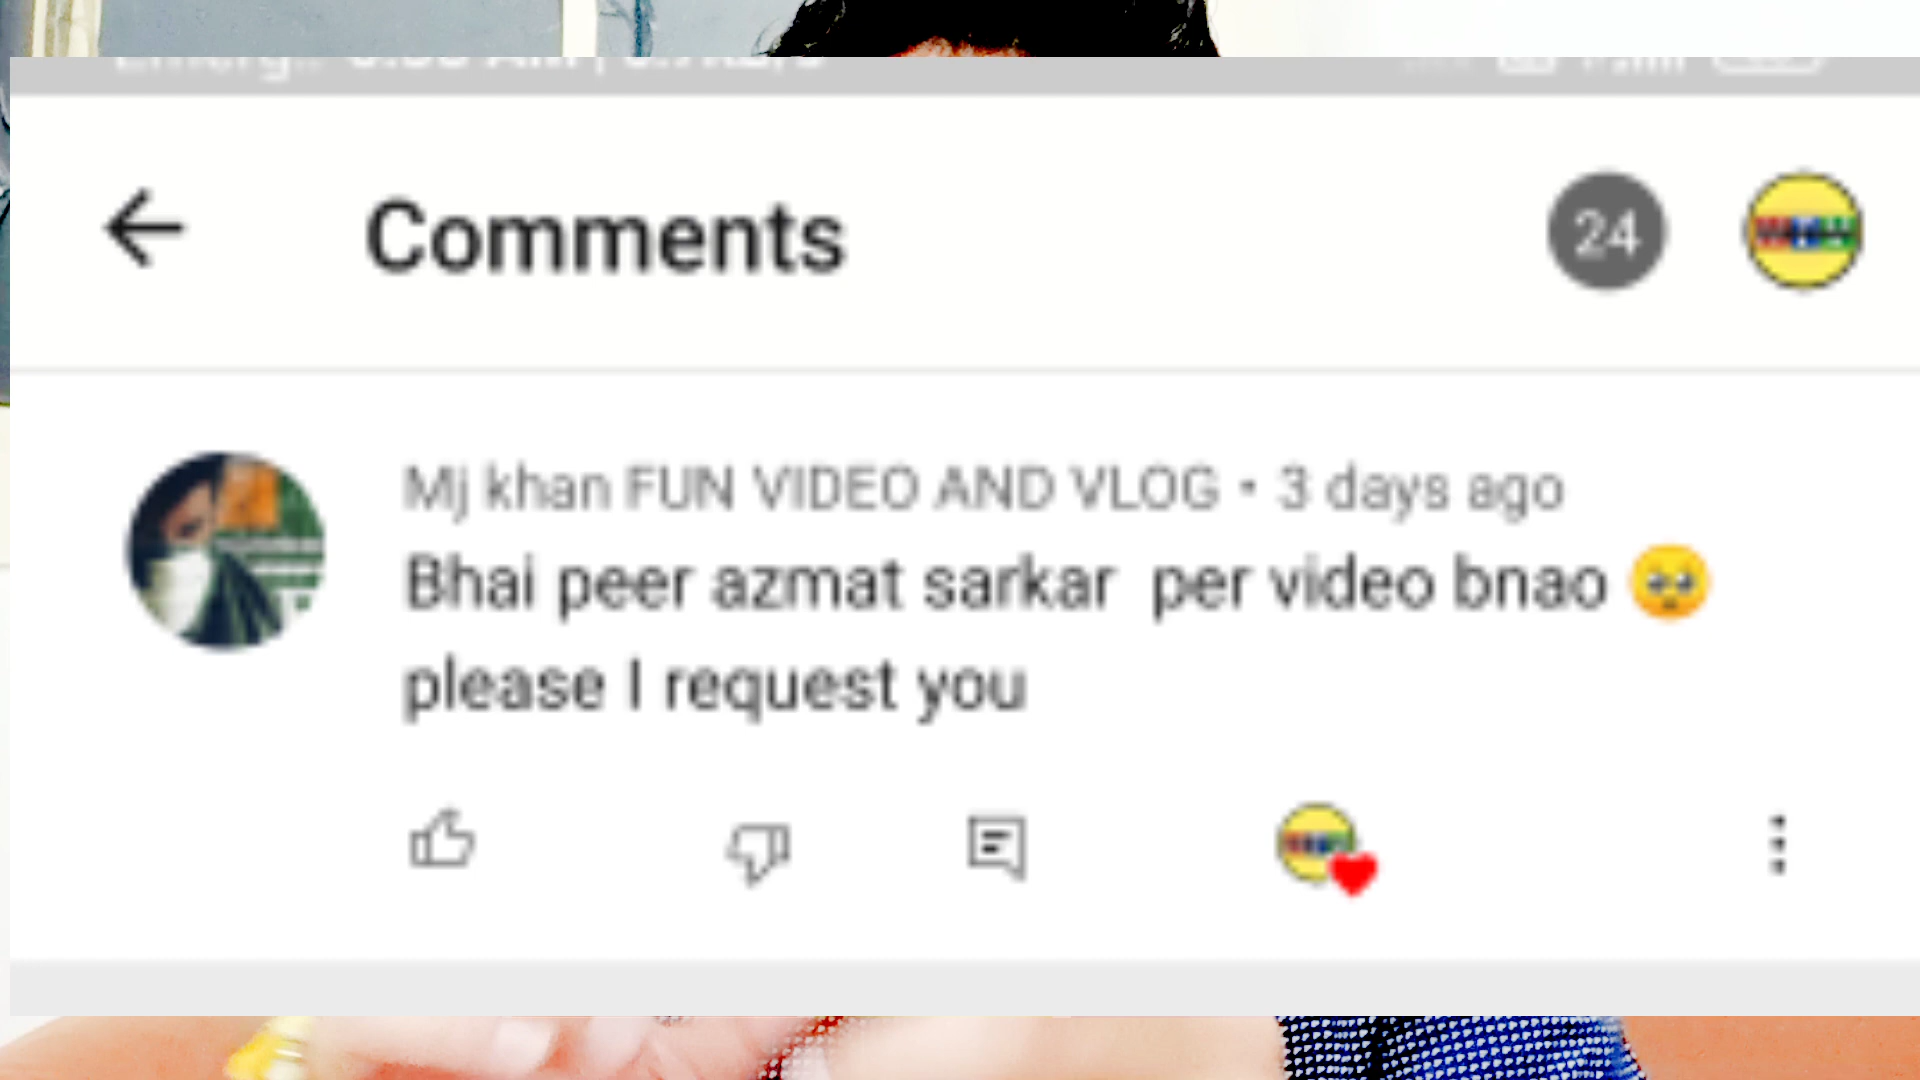 Comments
24
Mj khan FUN VIDEO AND VLOG • 3 days ago
Bhai peer azmat sarkar per video bnao 🥺
please I request you